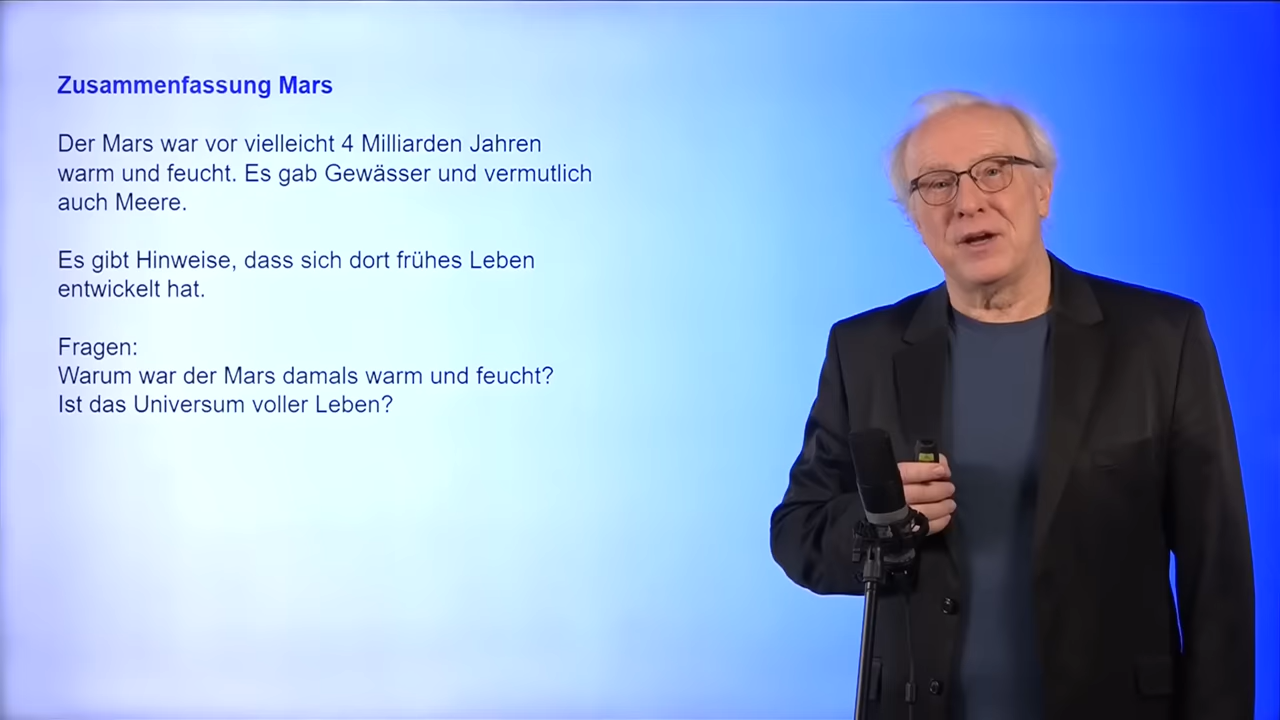 Zusammenfassung Mars
Der Mars war vor vielleicht 4 Milliarden Jahren
warm und feucht. Es gab Gewässer und vermutlich
auch Meere.
Es gibt Hinweise, dass sich dort frühes Leben
entwickelt hat.
Fragen:
Warum war der Mars damals warm und feucht?
Ist das Universum voller Leben?